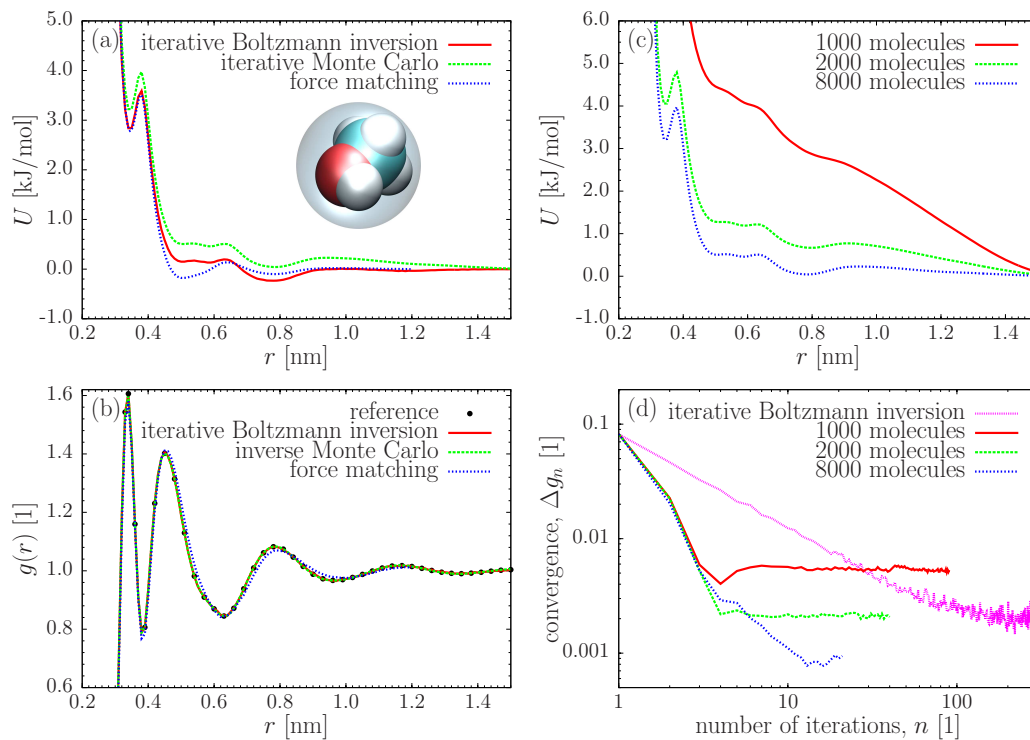 (a)
iterative Boltzmann inversion
iterative Monte Carlo
force matching
U [kJ/mol]
5.0
4.0
3.0
2.0
1.0
0.0
-1.0
0.2 0.4 0.6 0.8 1.0 1.2 1.4
r [nm]
(c)
1000 molecules
2000 molecules
8000 molecules
U [kJ/mol]
6.0
5.0
4.0
3.0
2.0
1.0
0.0
-1.0
0.2 0.4 0.6 0.8 1.0 1.2 1.4
r [nm]
(b)
reference
iterative Boltzmann inversion
inverse Monte Carlo
force matching
g(r) [1]
1.6
1.4
1.2
1.0
0.8
0.6
0.2 0.4 0.6 0.8 1.0 1.2 1.4
r [nm]
(d)
iterative Boltzmann inversion
1000 molecules
2000 molecules
8000 molecules
convergence, Δgₙ [1]
0.1
0.01
0.001
1 10 100
number of iterations, n [1]